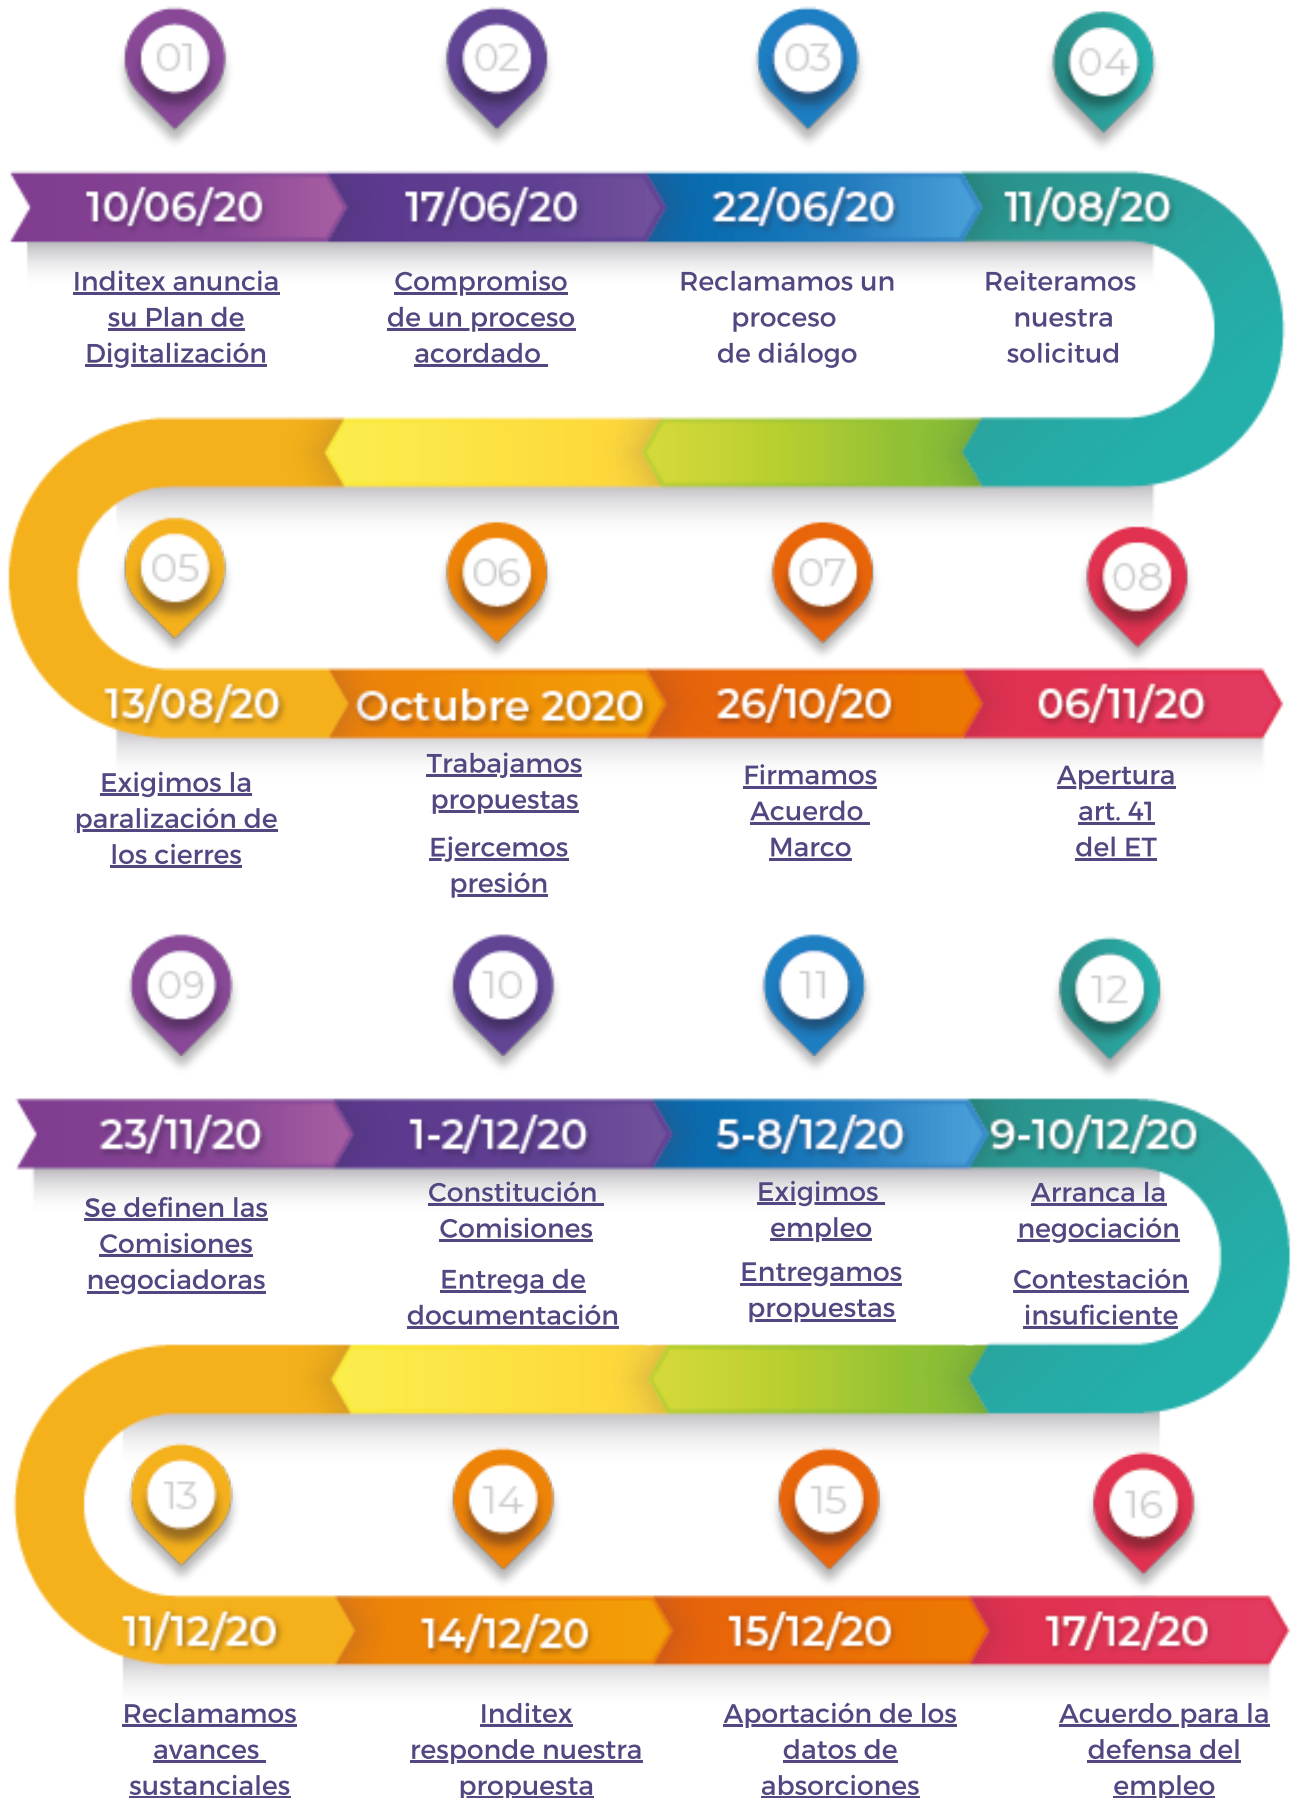 01
02
03
04
10/06/20
17/06/20
22/06/20
11/08/20
Inditex anuncia
su Plan de
Digitalización
Compromiso
de un proceso
acordado
Reclamamos un
proceso
de diálogo
Reiteramos
nuestra
solicitud
05
06
07
08
13/08/20
Octubre 2020
26/10/20
06/11/20
Exigimos la
paralización de
los cierres
Trabajamos
propuestas
Ejercemos
presión
Firmamos
Acuerdo
Marco
Apertura
art. 41
del ET
09
10
11
12
23/11/20
1-2/12/20
5-8/12/20
9-10/12/20
Se definen las
Comisiones
negociadoras
Constitución
Comisiones
Entrega de
documentación
Exigimos
empleo
Entregamos
propuestas
Arranca la
negociación
Contestación
insuficiente
13
14
15
16
11/12/20
14/12/20
15/12/20
17/12/20
Reclamamos
avances
sustanciales
Inditex
responde nuestra
propuesta
Aportación de los
datos de
absorciones
Acuerdo para la
defensa del
empleo